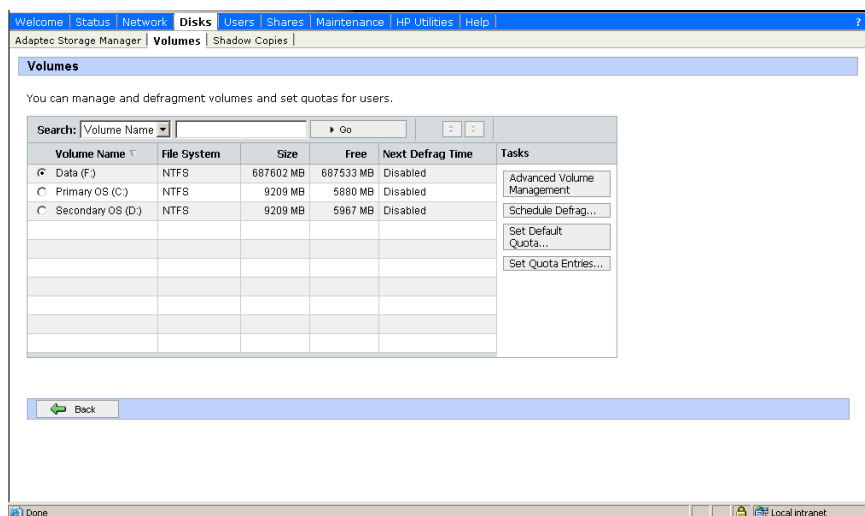 Welcome | Status | Network | Disks | Users | Shares | Maintenance | HP Utilities | Help | ?
Adaptec Storage Manager | Volumes | Shadow Copies |
Volumes
You can manage and defragment volumes and set quotas for users.
Search: Volume Name Go
Volume Name File System Size Free Next Defrag Time Tasks
Data (F:) NTFS 687602 MB 687533 MB Disabled
Primary OS (C:) NTFS 9209 MB 5880 MB Disabled
Secondary OS (D:) NTFS 9209 MB 5967 MB Disabled
Advanced Volume
Management
Schedule Defrag...
Set Default
Quota...
Set Quota Entries...
Back
Done Local intranet